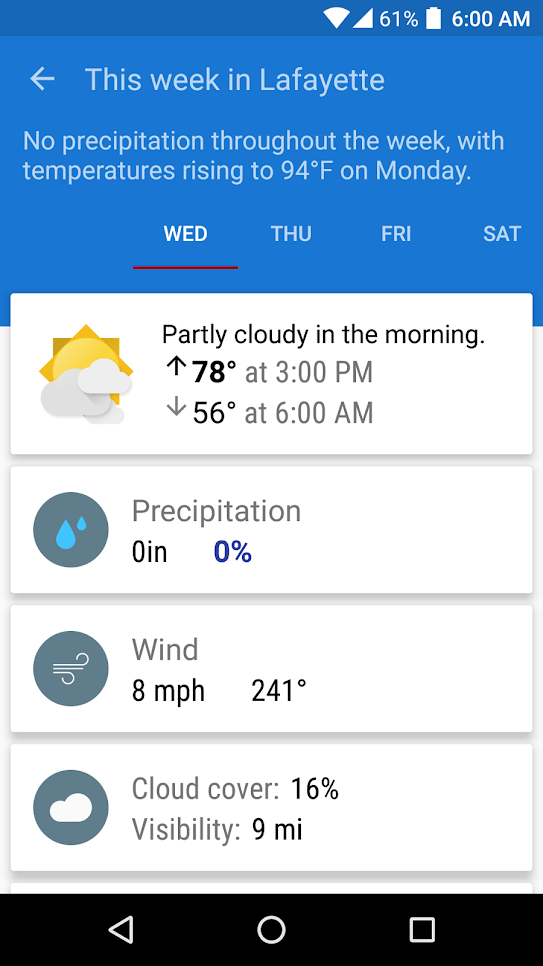 61% 6:00 AM
This week in Lafayette
No precipitation throughout the week, with
temperatures rising to 94°F on Monday.
WED THU FRI SAT
Partly cloudy in the morning.
↑78° at 3:00 PM
↓56° at 6:00 AM
Precipitation
0in 0%
Wind
8 mph 241°
Cloud cover: 16%
Visibility: 9 mi